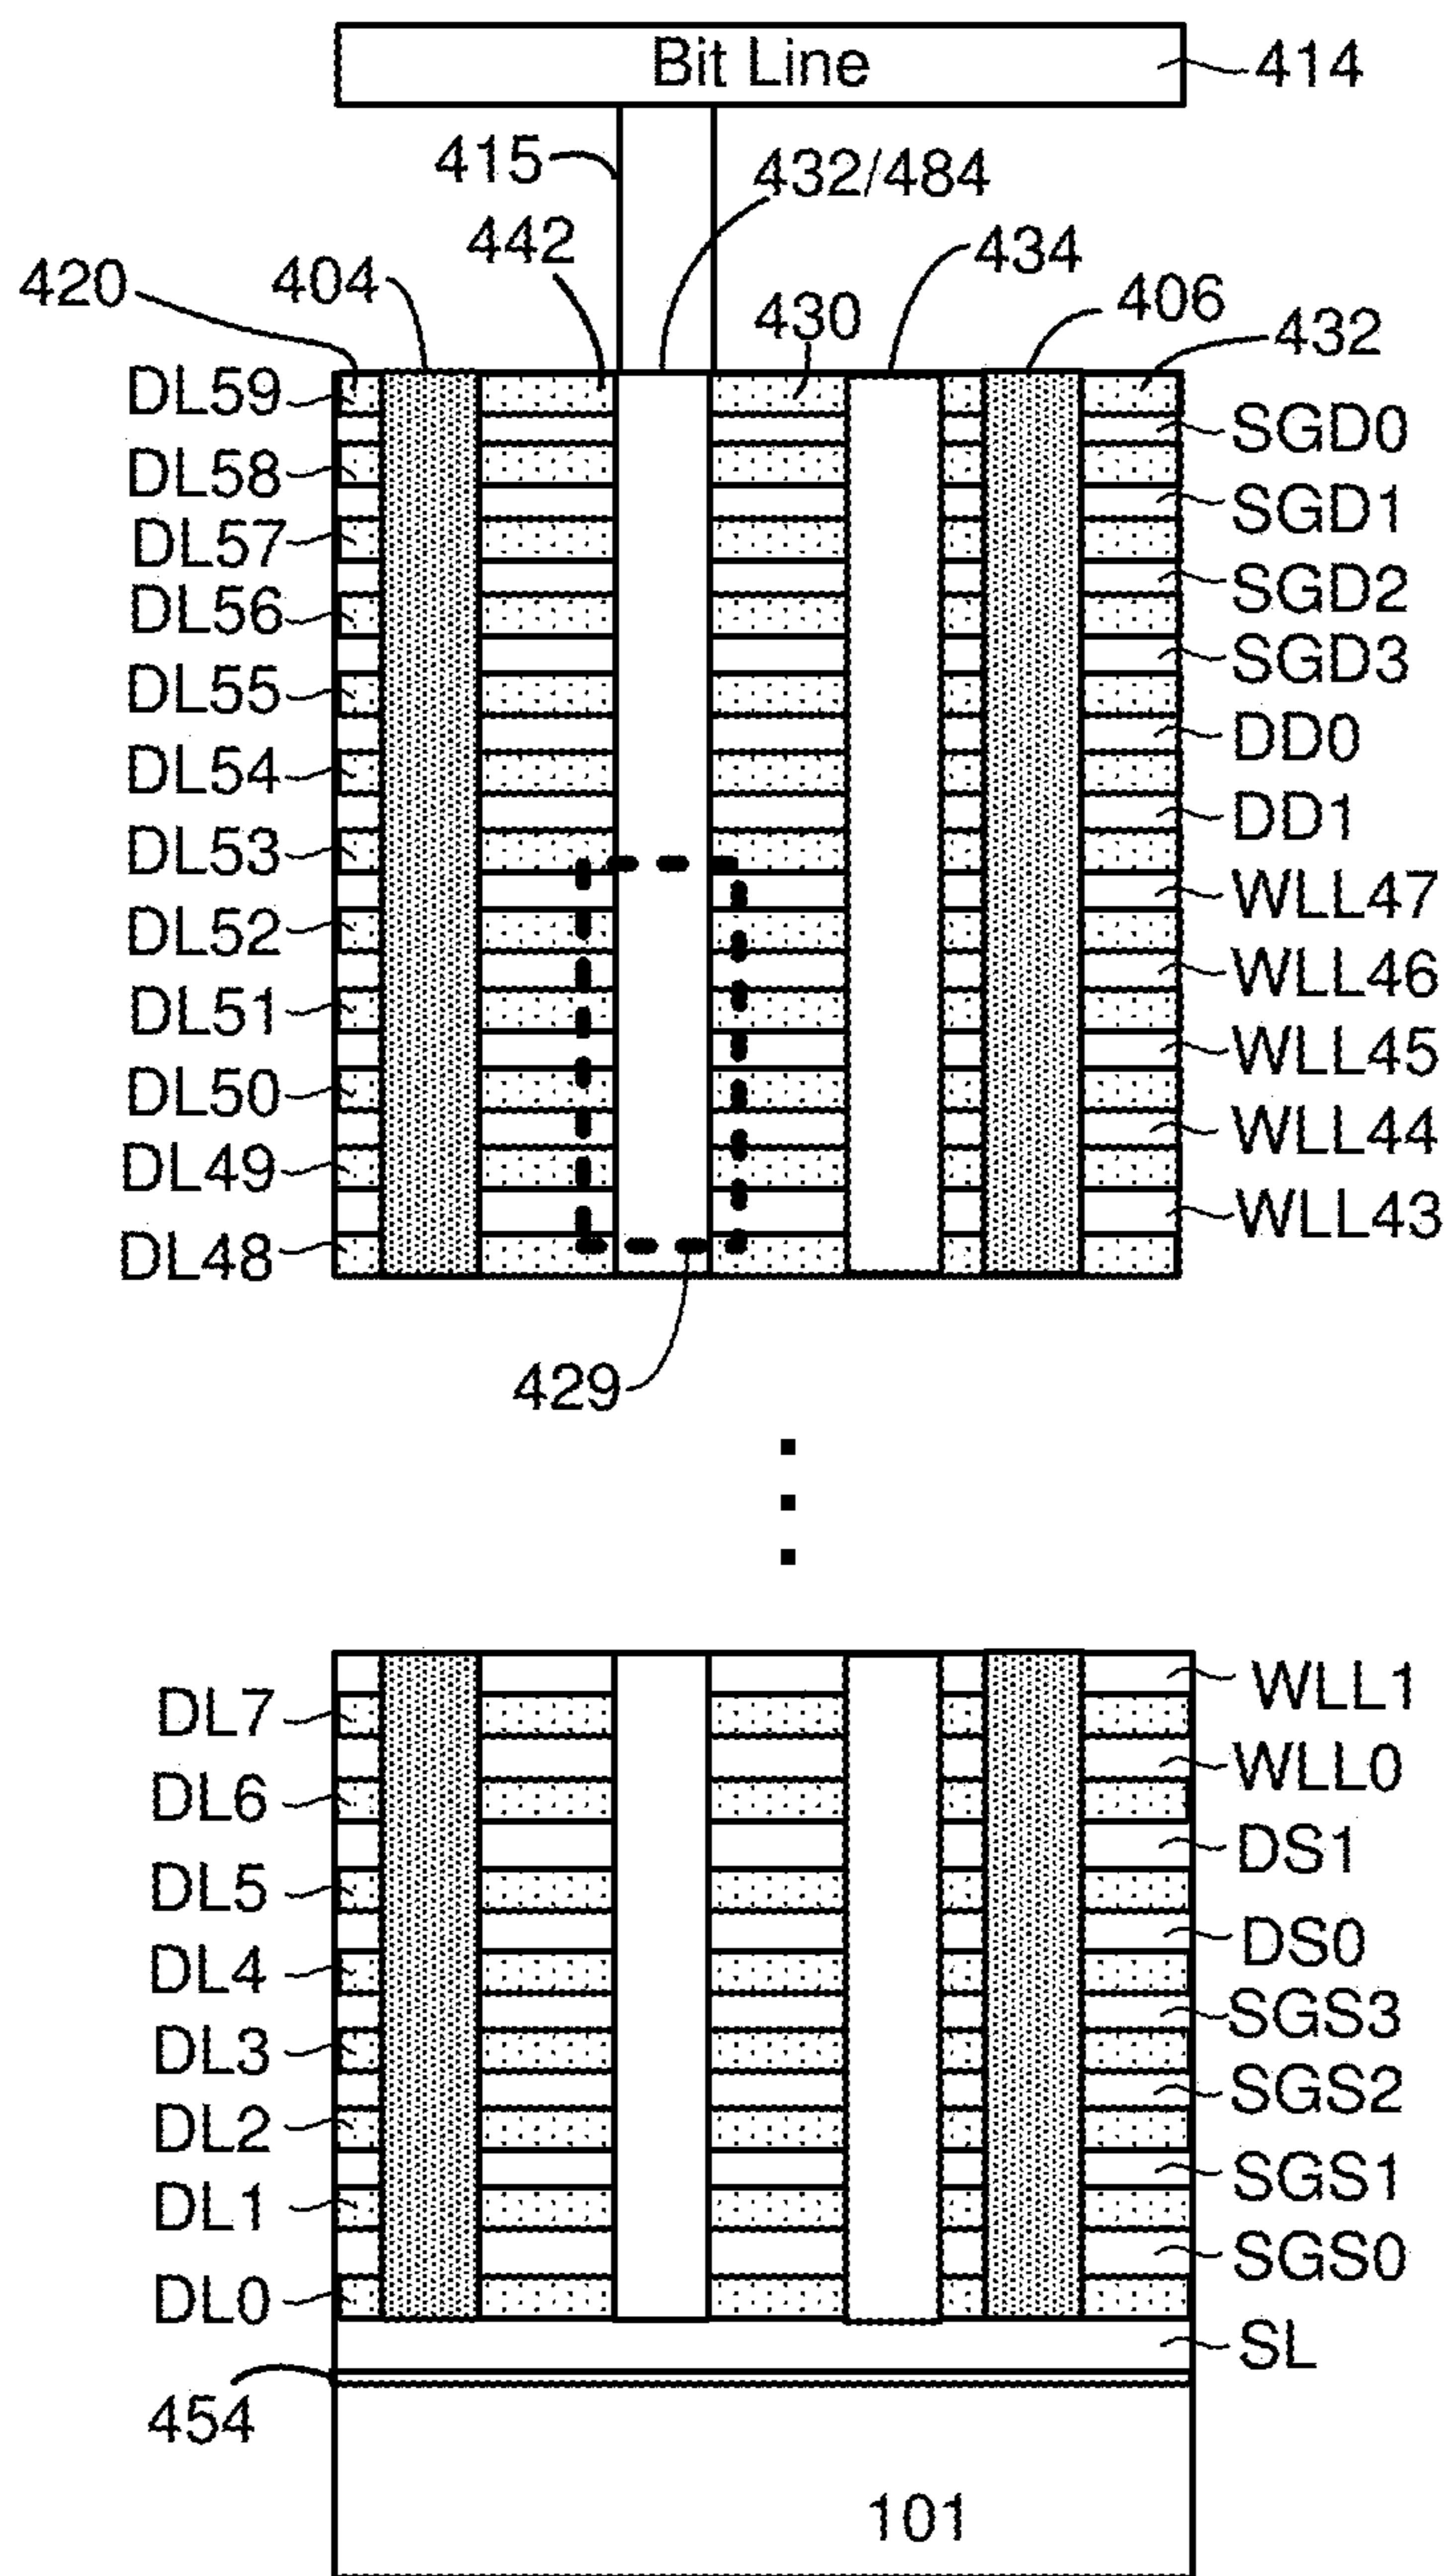 Bit Line
414
415
432/484
442
434
420
404
430
406
432
DL59
SGD0
DL58
SGD1
DL57
SGD2
DL56
SGD3
DL55
DD0
DL54
DD1
DL53
WLL47
DL52
WLL46
DL51
WLL45
DL50
WLL44
DL49
WLL43
DL48
429
WLL1
DL7
WLL0
DL6
DS1
DL5
DS0
DL4
SGS3
DL3
SGS2
DL2
SGS1
DL1
SGS0
DL0
SL
454
101